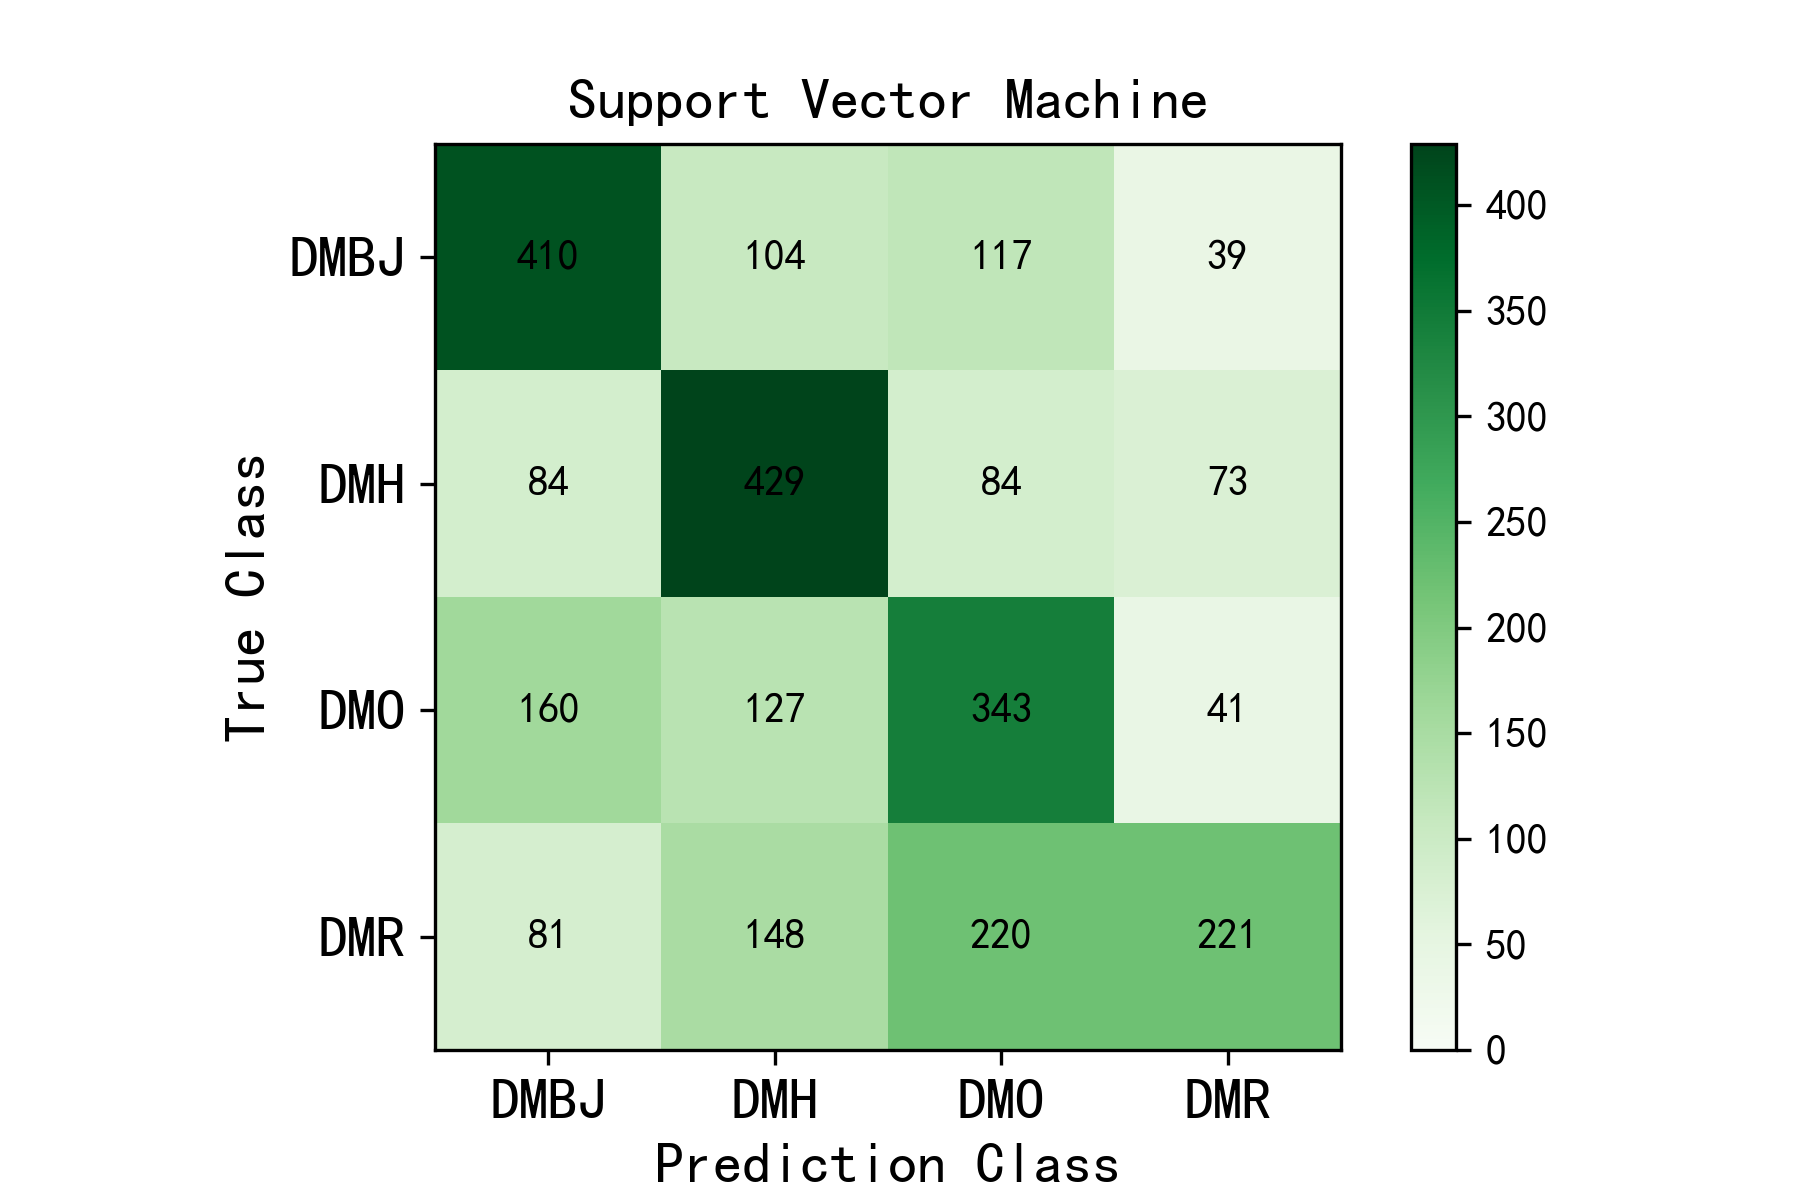 Support Vector Machine
DMBJ 410 104 117 39
DMH 84 429 84 73
DMO 160 127 343 41
DMR 81 148 220 221
DMBJ DMH DMO DMR
Prediction Class
True Class
400
350
300
250
200
150
100
50
0